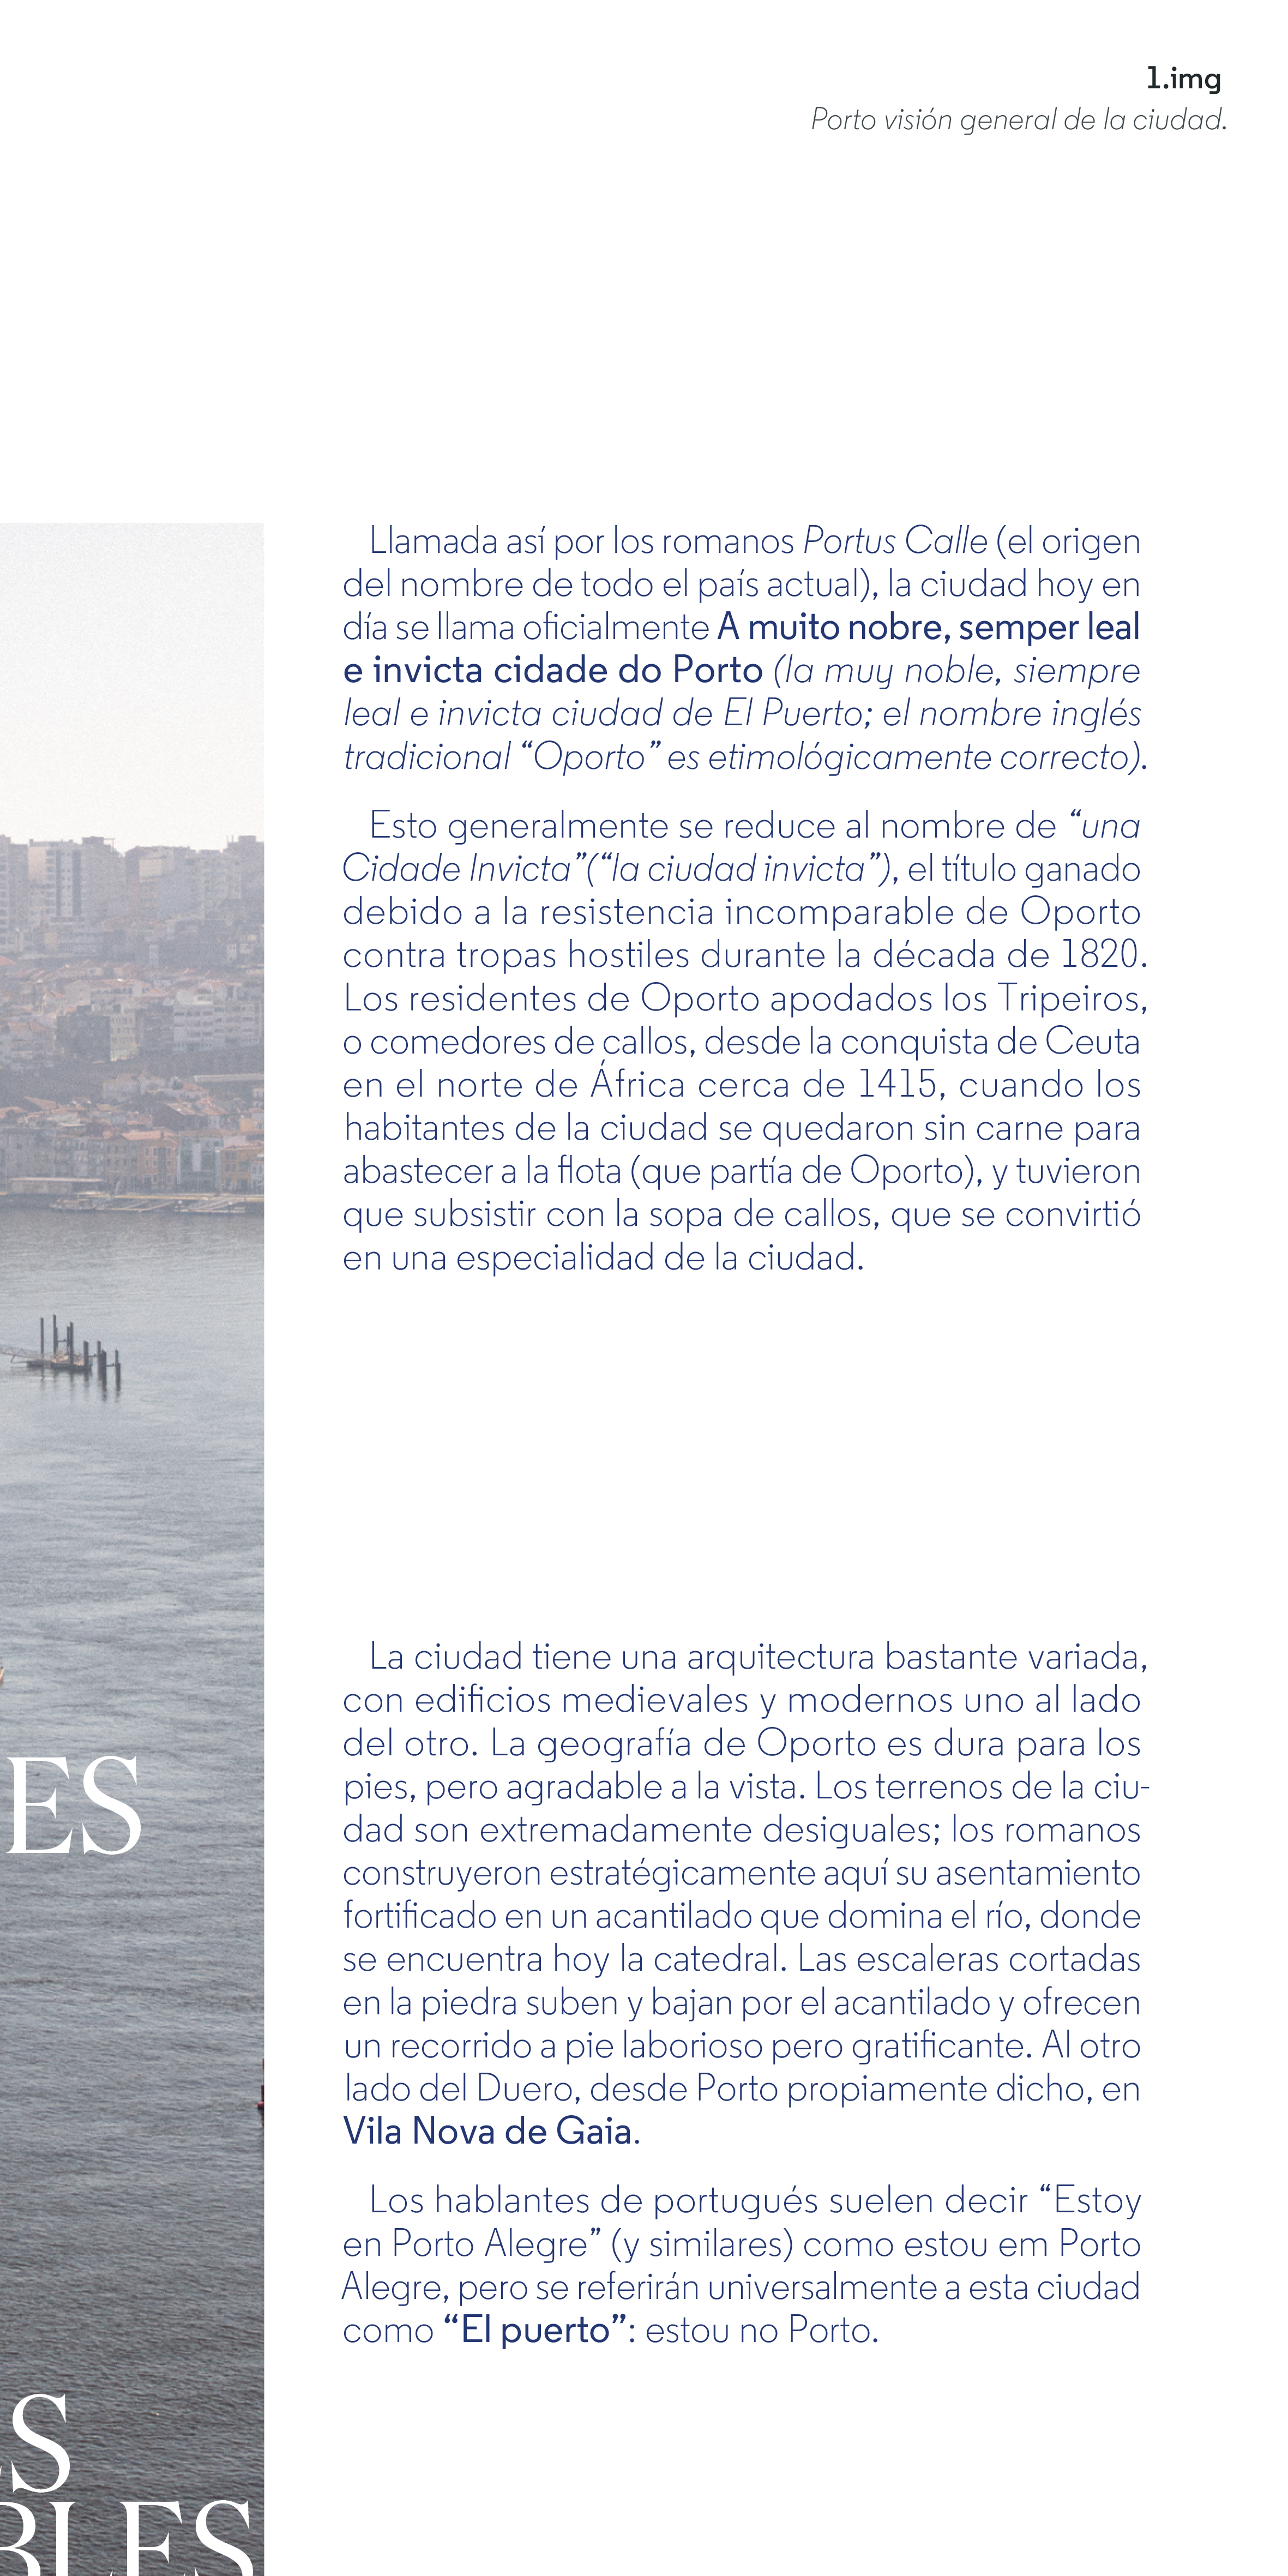 1.img
Porto visión general de la ciudad.
Llamada así por los romanos Portus Calle (el origen
del nombre de todo el país actual), la ciudad hoy en
día se llama oficialmente A muito nobre, semper leal
e invicta cidade do Porto (la muy noble, siempre
leal e invicta ciudad de El Puerto; el nombre inglés
tradicional “Oporto” es etimológicamente correcto).
Esto generalmente se reduce al nombre de “una
Cidade Invicta”(“la ciudad invicta”), el título ganado
debido a la resistencia incomparable de Oporto
contra tropas hostiles durante la década de 1820.
Los residentes de Oporto apodados los Tripeiros,
o comedores de callos, desde la conquista de Ceuta
en el norte de África cerca de 1415, cuando los
habitantes de la ciudad se quedaron sin carne para
abastecer a la flota (que partía de Oporto), y tuvieron
que subsistir con la sopa de callos, que se convirtió
en una especialidad de la ciudad.
La ciudad tiene una arquitectura bastante variada,
con edificios medievales y modernos uno al lado
del otro. La geografía de Oporto es dura para los
pies, pero agradable a la vista. Los terrenos de la ciu-
dad son extremadamente desiguales; los romanos
construyeron estratégicamente aquí su asentamiento
fortificado en un acantilado que domina el río, donde
se encuentra hoy la catedral. Las escaleras cortadas
en la piedra suben y bajan por el acantilado y ofrecen
un recorrido a pie laborioso pero gratificante. Al otro
lado del Duero, desde Porto propiamente dicho, en
Vila Nova de Gaia.
Los hablantes de portugués suelen decir “Estoy
en Porto Alegre” (y similares) como estou em Porto
Alegre, pero se referirán universalmente a esta ciudad
como “El puerto”: estou no Porto.
ES
S
BLES